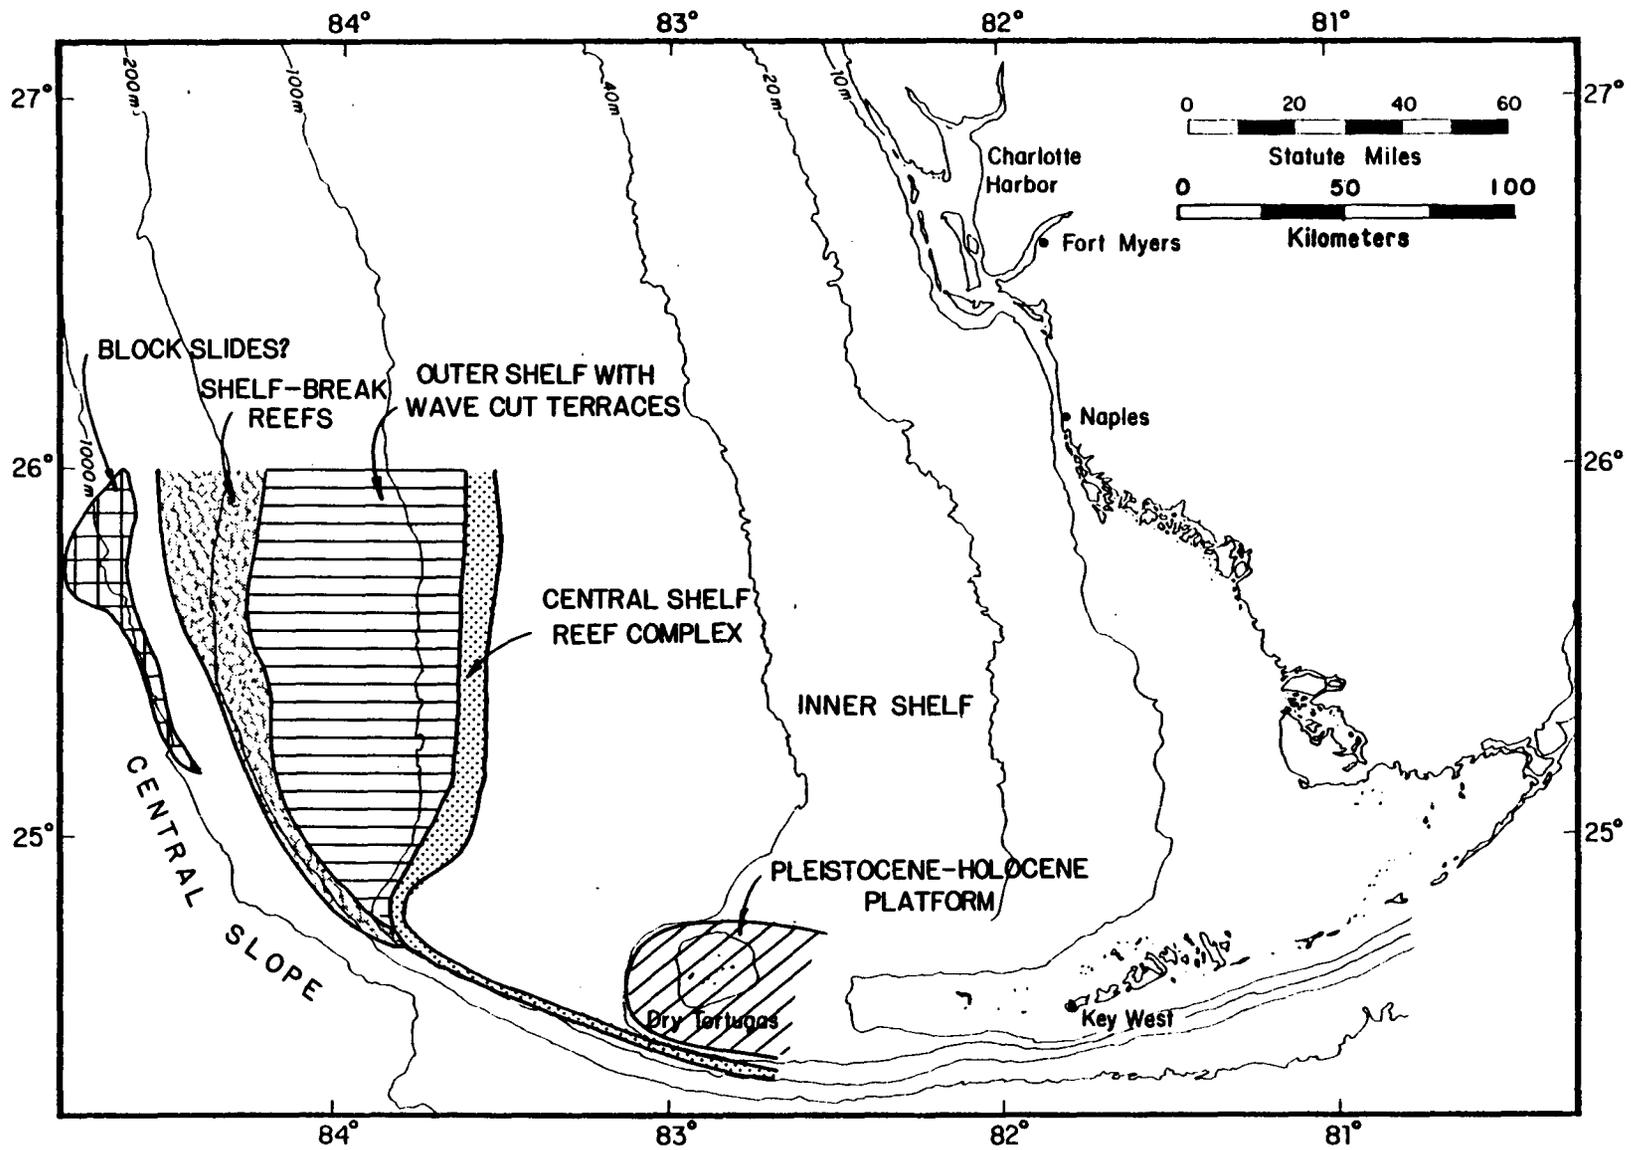 84° 83° 82° 81°
200m 100m 40m 20m 10m
27° 27°
0 20 40 60
Statute Miles
0 50 100
Kilometers
Charlotte
Harbor
Fort Myers
BLOCK SLIDES?
SHELF-BREAK
REEFS
OUTER SHELF WITH
WAVE CUT TERRACES
Naples
1000m
26° 26°
CENTRAL SHELF
REEF COMPLEX
INNER SHELF
CENTRAL SLOPE
25° 25°
PLEISTOCENE-HOLOCENE
PLATFORM
Dry Tortugas
Key West
84° 83° 82° 81°